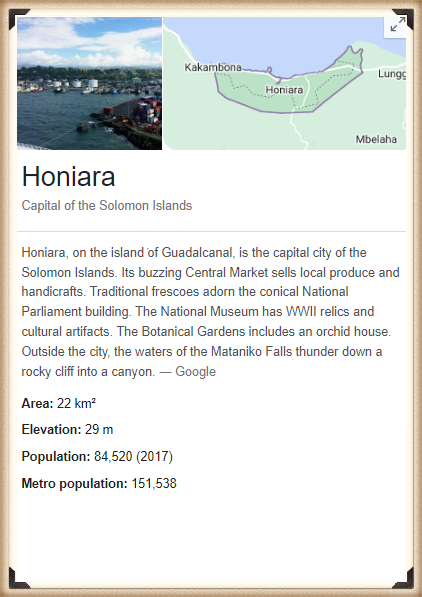 Kakambona
Lungg
Honiara
Mbelaha
Honiara
Capital of the Solomon Islands
Honiara, on the island of Guadalcanal, is the capital city of the
Solomon Islands. Its buzzing Central Market sells local produce and
handicrafts. Traditional frescoes adorn the conical National
Parliament building. The National Museum has WWII relics and
cultural artifacts. The Botanical Gardens includes an orchid house.
Outside the city, the waters of the Mataniko Falls thunder down a
rocky cliff into a canyon. — Google
Area: 22 km²
Elevation: 29 m
Population: 84,520 (2017)
Metro population: 151,538